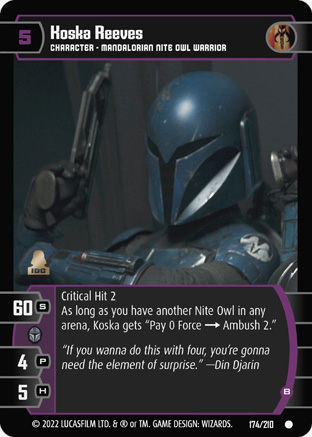 5
Koska Reeves
CHARACTER - MANDALORIAN NITE OWL WARRIOR
100
60 S
4 P
5 H
Critical Hit 2
As long as you have another Nite Owl in any
arena, Koska gets “Pay 0 Force → Ambush 2.”
“If you wanna do this with four, you’re gonna
need the element of surprise.” —Din Djarin
B
© 2022 LUCASFILM LTD. & ® or TM. GAME DESIGN: WIZARDS.
174/210